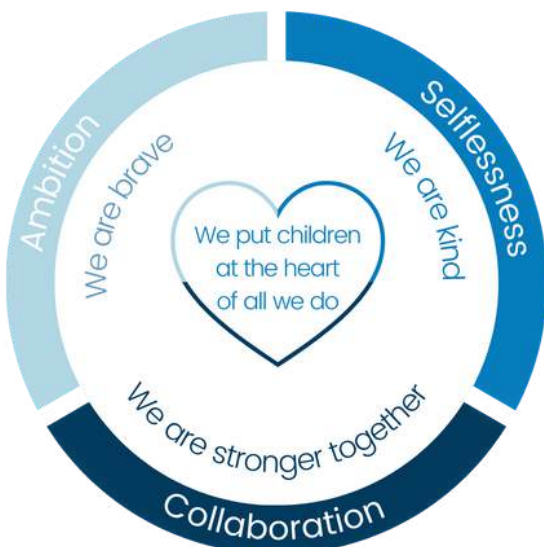 Ambition
We are brave
Selflessness
We are kind
We put children
at the heart
of all we do
We are stronger together
Collaboration